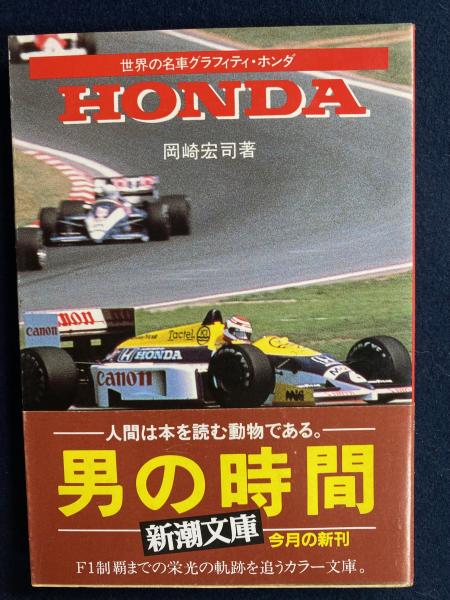 世界の名車グラフィティ・ホンダ
HONDA
岡崎宏司著
Canon
Canon
Tactel
HONDA
Canon
人間は本を読む動物である。
男の時間
新潮文庫
今月の新刊
F1制覇までの栄光の軌跡を追うカラー文庫。